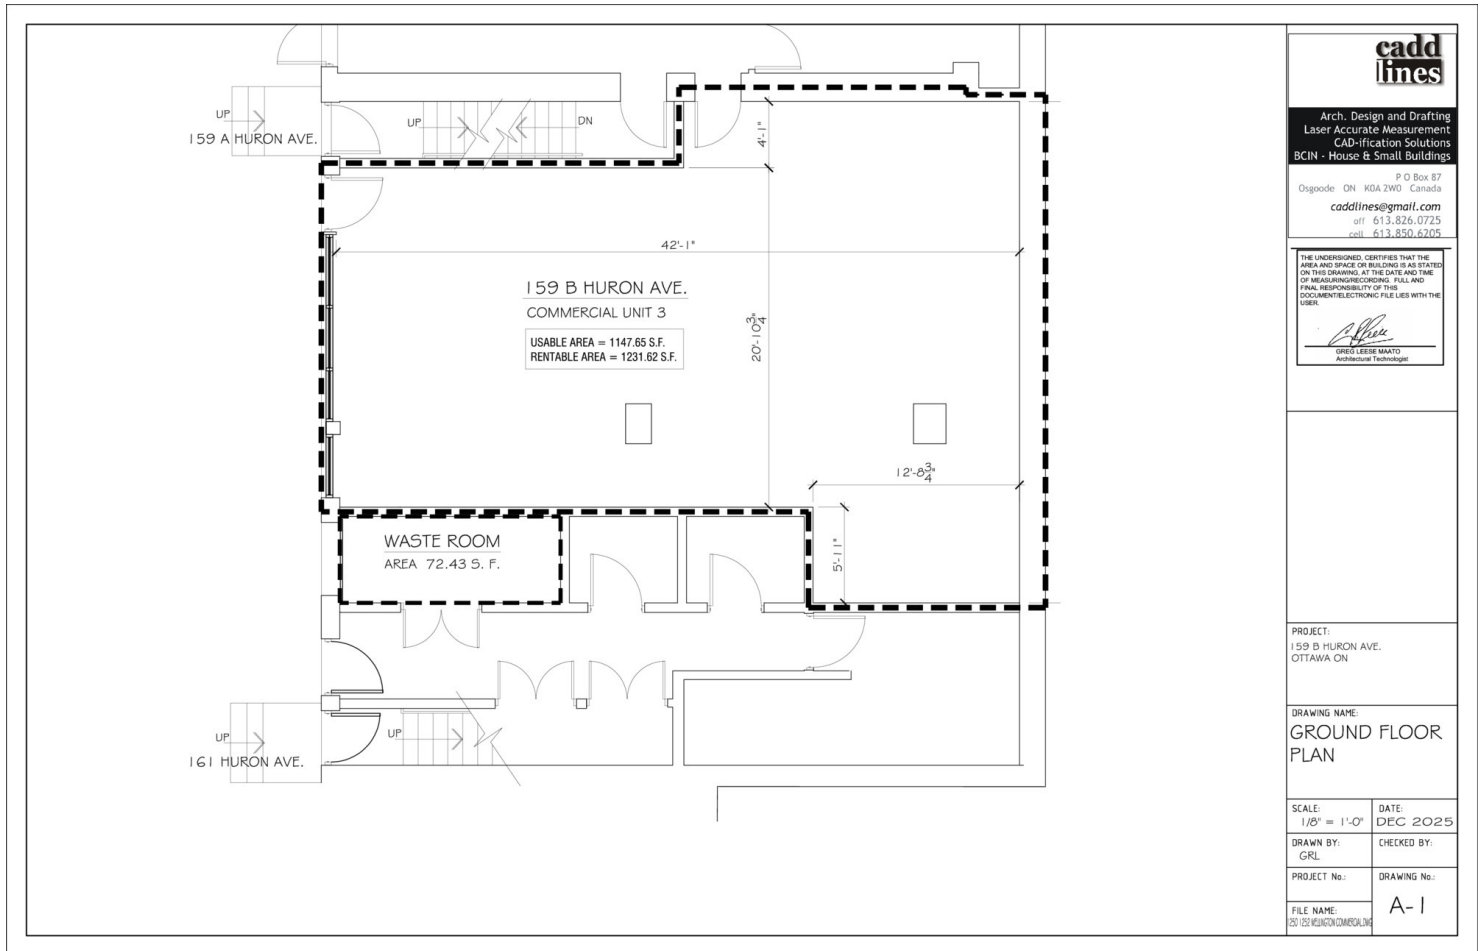 UP
159 A HURON AVE.
UP
DN
4'-1"
42'-1"
159 B HURON AVE.
COMMERCIAL UNIT 3
USABLE AREA = 1147.65 S.F.
RENTABLE AREA = 1231.62 S.F.
20'-10 3/4"
12'-8 3/4"
5'-11"
WASTE ROOM
AREA 72.43 S. F.
UP
161 HURON AVE.
UP
cadd
lines
Arch. Design and Drafting
Laser Accurate Measurement
CAD-ification Solutions
BCIN - House & Small Buildings
P O Box 87
Osgoode ON K0A 2W0 Canada
caddlines@gmail.com
off 613.826.0725
cell 613.850.6205
THE UNDERSIGNED, CERTIFIES THAT THE
AREA AND SPACE OR BUILDING IS AS STATED
ON THIS DRAWING, AT THE DATE AND TIME
OF MEASURING/RECORDING. FULL AND
FINAL RESPONSIBILITY OF THIS
DOCUMENT/ELECTRONIC FILE LIES WITH THE
USER.
GREG LEESE MAATO
Architectural Technologist
PROJECT:
159 B HURON AVE.
OTTAWA ON
DRAWING NAME:
GROUND FLOOR
PLAN
SCALE:
1/8" = 1'-0"
DATE:
DEC 2025
DRAWN BY:
GRL
CHECKED BY:
PROJECT No.:
DRAWING No.:
A-1
FILE NAME:
1250 1252 WELLINGTON COMMERCIAL.DWG